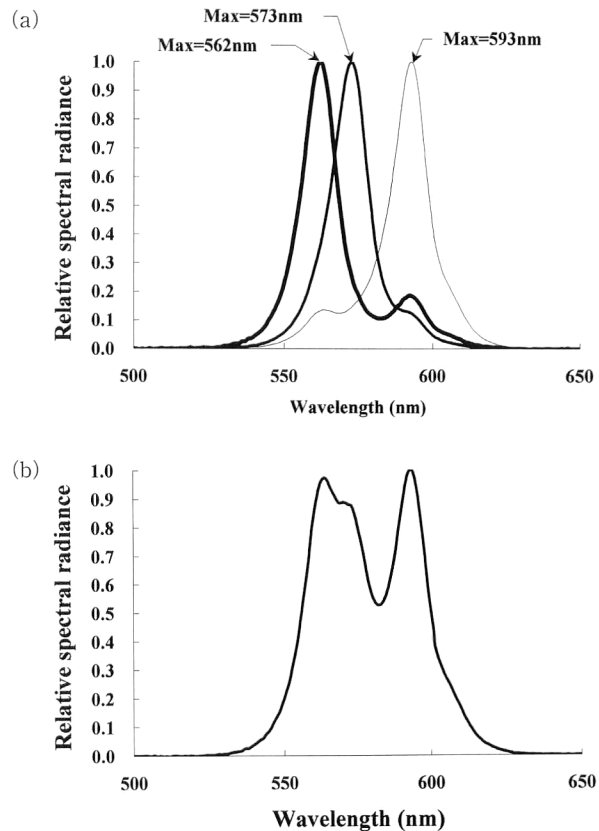 (a)
Max=573nm
Max=562nm
Max=593nm
Relative spectral radiance
1.0
0.9
0.8
0.7
0.6
0.5
0.4
0.3
0.2
0.1
0.0
500 550 600 650
Wavelength (nm)
(b)
Relative spectral radiance
1.0
0.9
0.8
0.7
0.6
0.5
0.4
0.3
0.2
0.1
0.0
500 550 600 650
Wavelength (nm)